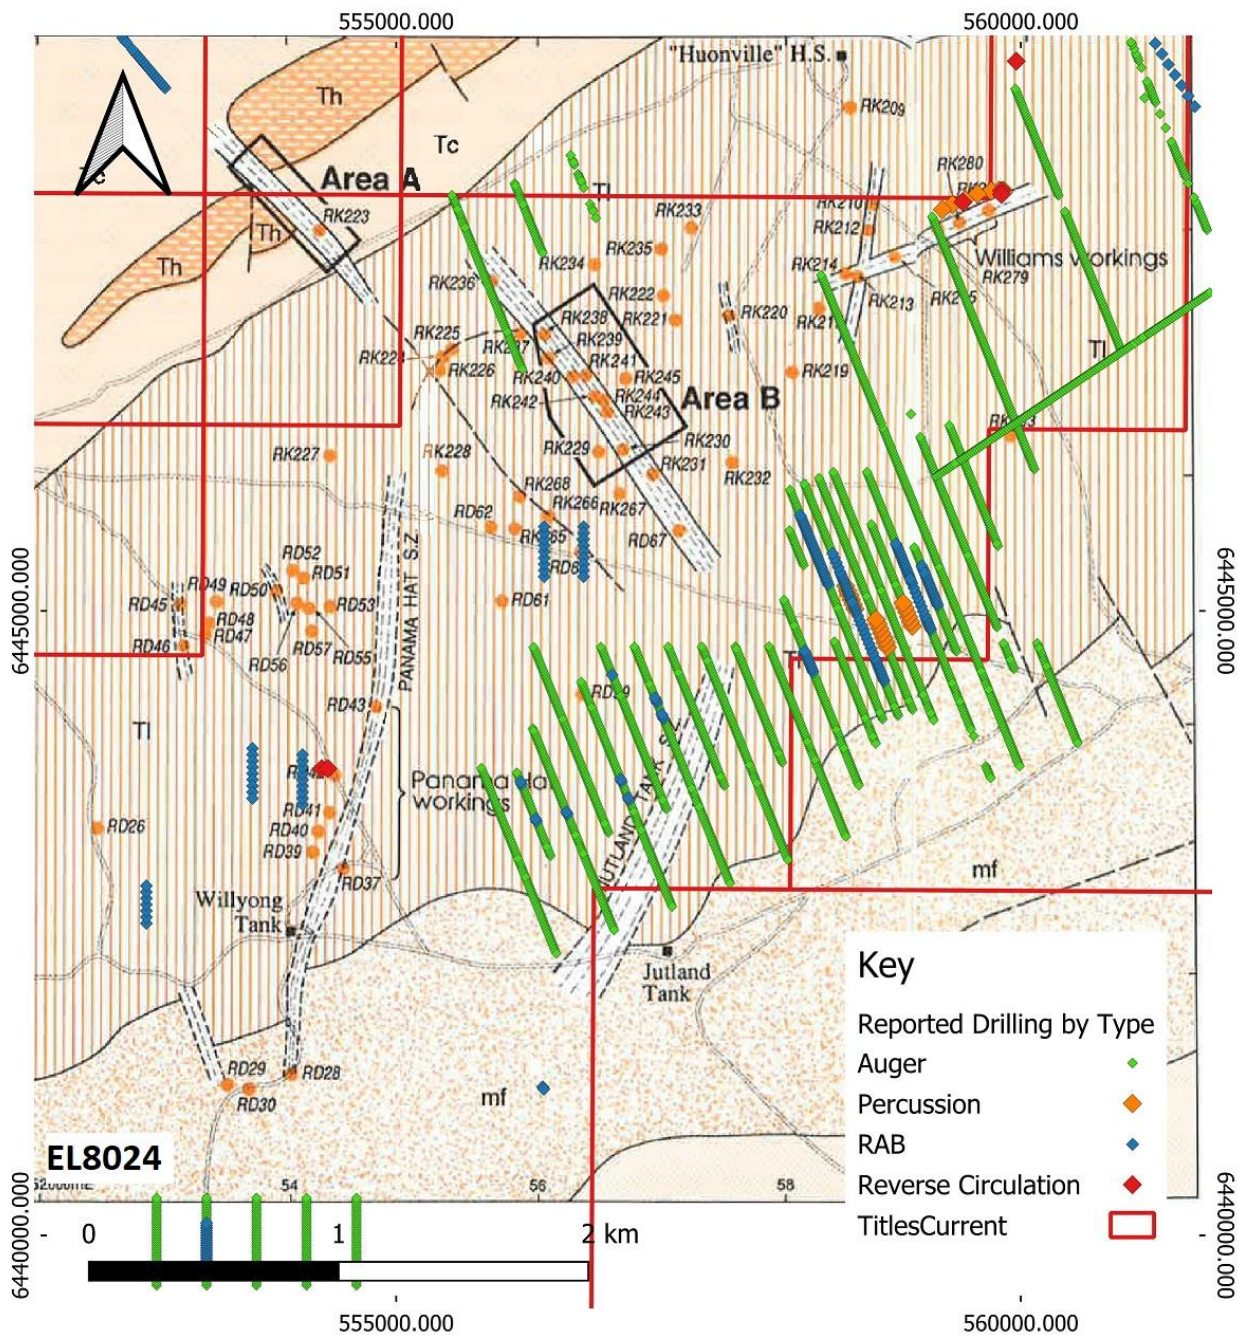 555000.000
560000.000
"Huonville" H.S.
Th
RK209
Tc
RK280
Tc
Area A
Tl
RK210
RK223
RK233
RK212
Th
RK235
Williams workings
Th
RK234
RK214
RK279
RK236
RK222
RK213
RK238
RK221
RK220
RK225
RK239
Tl
RK241
RK226
RK240
RK245
RK219
RK244
Area B
RK242
RK243
RK230
RK227
RK228
RK229
RK231
RK232
RK268
RK266
RK267
RD62
RD67
RD52
PANAMA HAT S.Z.
6445000.000
6445000.000
RD51
RD49
RD50
RD61
RD45
RD53
RD48
RD47
RD46
RD57
RD56
RD55
RD43
Tl
Panama Hat
workings
RD41
RD26
RD40
RD39
JUTLAND TANK S.Z.
mf
RD37
Willyong
Tank
Jutland
Tank
Key
Reported Drilling by Type
Auger
Percussion
RAB
Reverse Circulation
TitlesCurrent
RD29
RD28
RD30
mf
EL8024
54
56
58
6440000.000
6440000.000
0
1
2 km
555000.000
560000.000